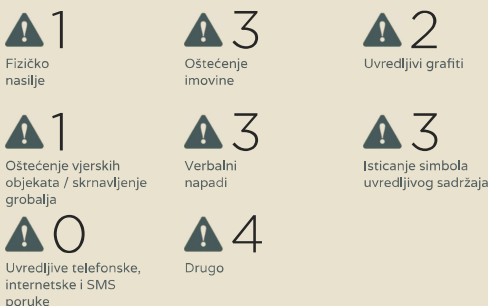 1
Fizičko
nasilje
3
Oštećenje
imovine
2
Uvredljivi grafiti
1
Oštećenje vjerskih
objekata / skrnavljenje
grobalja
3
Verbalni
napadi
3
Isticanje simbola
uvredljivog sadržaja
0
Uvredljive telefonske,
internetske i SMS
poruke
4
Drugo